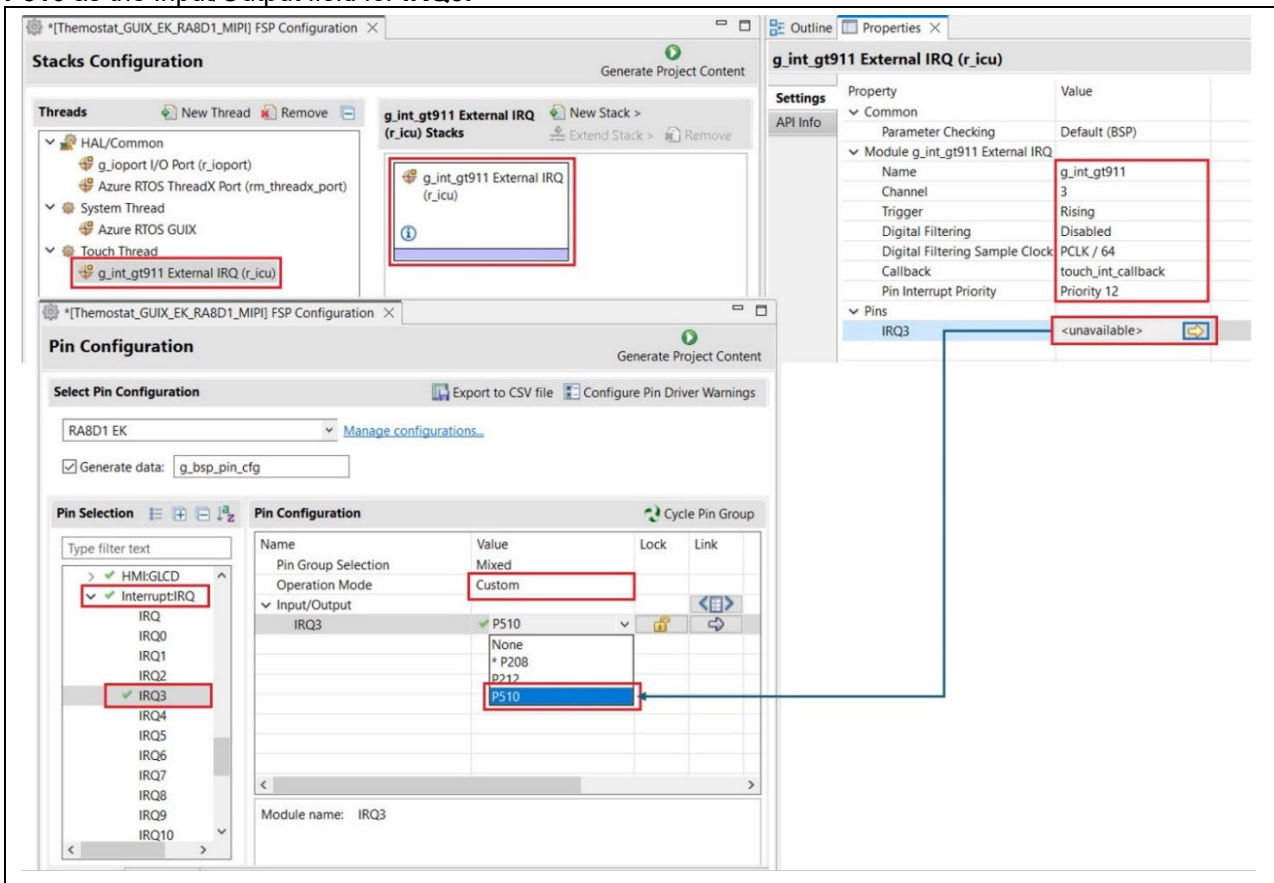 P510 as the Input/Output field for IRQ3.
*[Themostat_GUIX_EK_RA8D1_MIPI] FSP Configuration
Stacks Configuration
Generate Project Content
Threads
New Thread
Remove
HAL/Common
g_ioport I/O Port (r_ioport)
Azure RTOS ThreadX Port (rm_threadx_port)
System Thread
Azure RTOS GUIX
Touch Thread
g_int_gt911 External IRQ (r_icu)
g_int_gt911 External IRQ
(r_icu) Stacks
New Stack >
Extend Stack >
Remove
g_int_gt911 External IRQ
(r_icu)
Outline
Properties
g_int_gt911 External IRQ (r_icu)
Settings
API Info
Property Value
Common
Parameter Checking Default (BSP)
Module g_int_gt911 External IRQ
Name g_int_gt911
Channel 3
Trigger Rising
Digital Filtering Disabled
Digital Filtering Sample Clock PCLK / 64
Callback touch_int_callback
Pin Interrupt Priority Priority 12
Pins
IRQ3 <unavailable>
*[Themostat_GUIX_EK_RA8D1_MIPI] FSP Configuration
Pin Configuration
Generate Project Content
Select Pin Configuration
Export to CSV file
Configure Pin Driver Warnings
RA8D1 EK
Manage configurations...
Generate data: g_bsp_pin_cfg
Pin Selection
Type filter text
HMI:GLCD
Interrupt:IRQ
IRQ
IRQ0
IRQ1
IRQ2
IRQ3
IRQ4
IRQ5
IRQ6
IRQ7
IRQ8
IRQ9
IRQ10
Pin Configuration
Cycle Pin Group
Name Value Lock Link
Pin Group Selection Mixed
Operation Mode Custom
Input/Output
IRQ3 P510
None
* P208
P212
P510
Module name: IRQ3